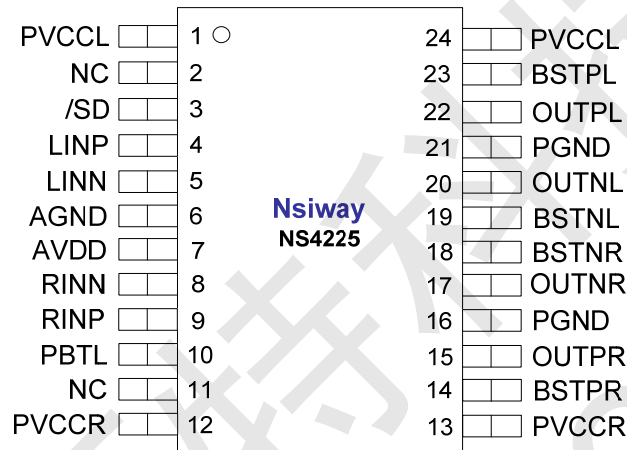 PVCCL 1 24 PVCCL
NC 2 23 BSTPL
/SD 3 22 OUTPL
LINP 4 21 PGND
LINN 5 20 OUTNL
AGND 6 Nsiway 19 BSTNL
AVDD 7 NS4225 18 BSTNR
RINN 8 17 OUTNR
RINP 9 16 PGND
PBTL 10 15 OUTPR
NC 11 14 BSTPR
PVCCR 12 13 PVCCR